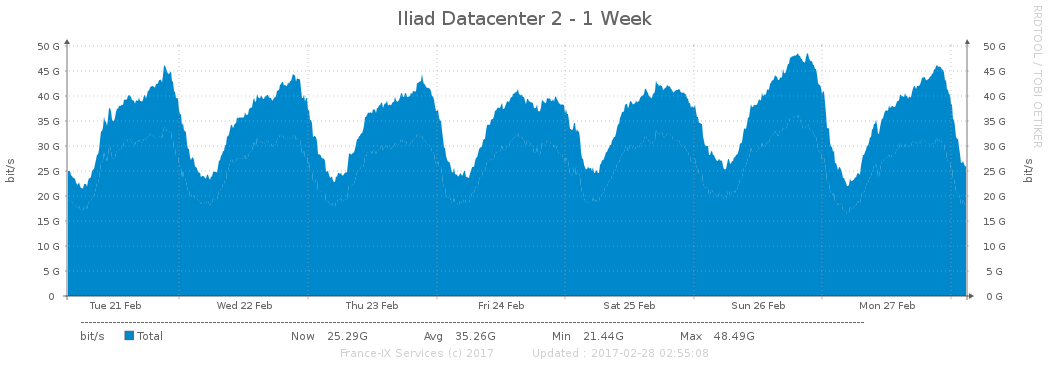 Iliad Datacenter 2 - 1 Week
RRDTOOL / TOBI OETIKER
50 G 50 G
45 G 45 G
40 G 40 G
35 G 35 G
30 G 30 G
25 G 25 G
20 G 20 G
15 G 15 G
10 G 10 G
5 G 5 G
0 0 G
bit/s bit/s
Tue 21 Feb Wed 22 Feb Thu 23 Feb Fri 24 Feb Sat 25 Feb Sun 26 Feb Mon 27 Feb
bit/s Total Now 25.29G Avg 35.26G Min 21.44G Max 48.49G
France-IX Services (c) 2017 Updated : 2017-02-28 02:55:08